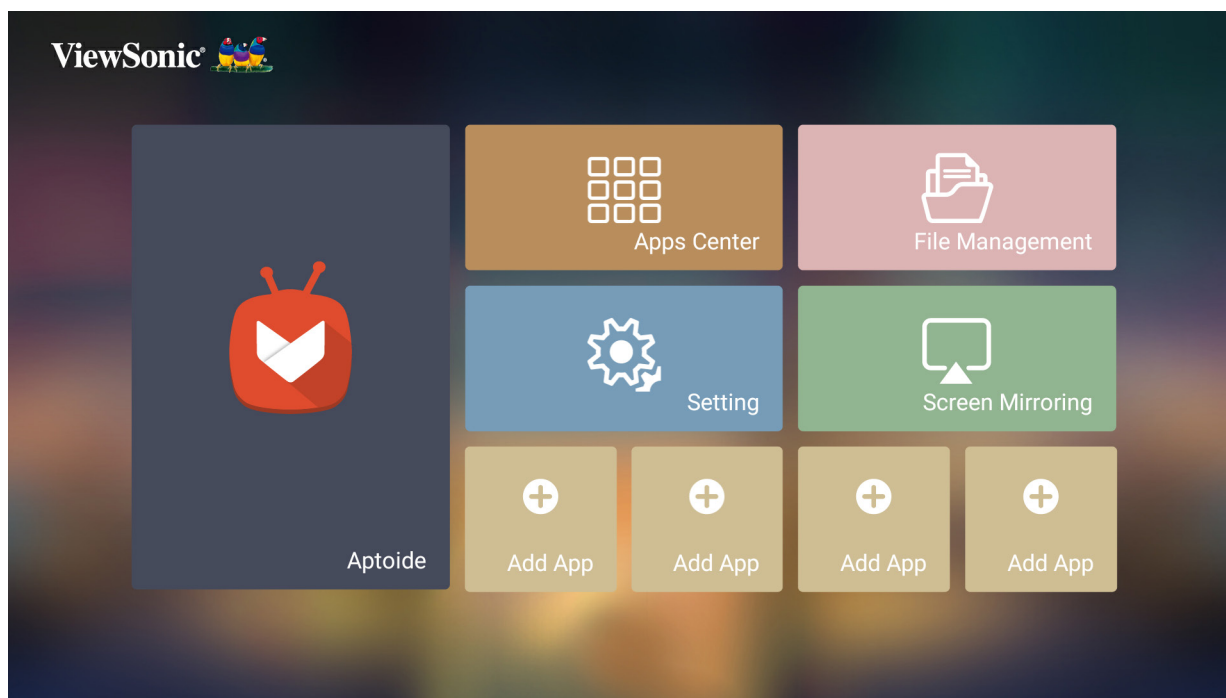 ViewSonic®
Apps Center
File Management
Setting
Screen Mirroring
Aptoide
Add App
Add App
Add App
Add App